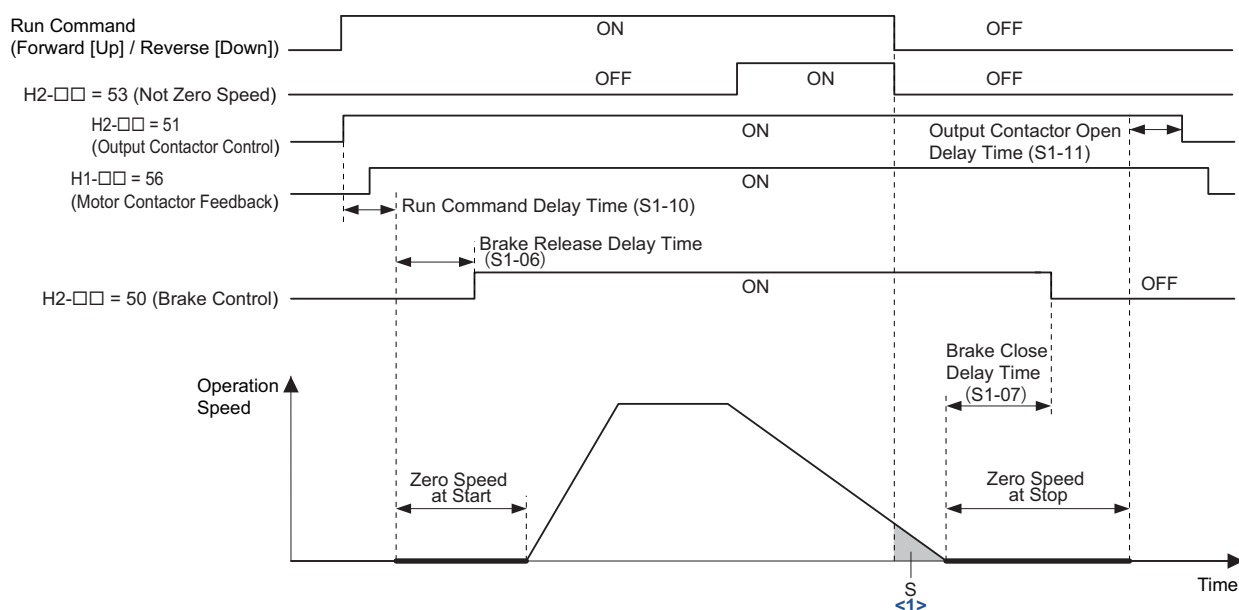 Run Command
(Forward [Up] / Reverse [Down])
ON
OFF
H2-□□ = 53 (Not Zero Speed)
OFF
ON
OFF
H2-□□ = 51
(Output Contactor Control)
ON
Output Contactor Open
Delay Time (S1-11)
H1-□□ = 56
(Motor Contactor Feedback)
ON
Run Command Delay Time (S1-10)
Brake Release Delay Time
(S1-06)
H2-□□ = 50 (Brake Control)
ON
OFF
Brake Close
Delay Time
(S1-07)
Operation
Speed
Zero Speed
at Start
Zero Speed
at Stop
S
<1>
Time